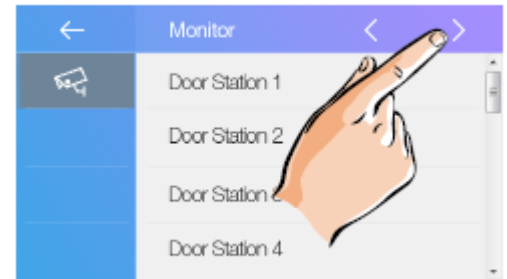 Monitor
Door Station 1
Door Station 2
Door Station
Door Station 4